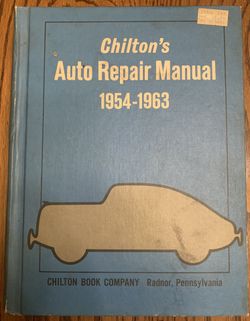 Chilton's
Auto Repair Manual
1954-1963
CHILTON BOOK COMPANY Radnor, Pennsylvania